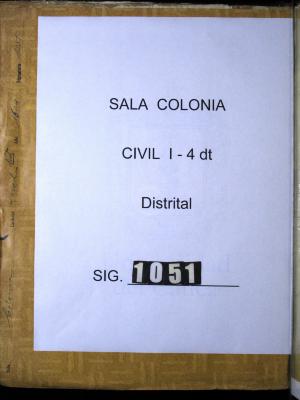 SALA COLONIA
CIVIL I - 4 dt
Distrital
SIG. 1051